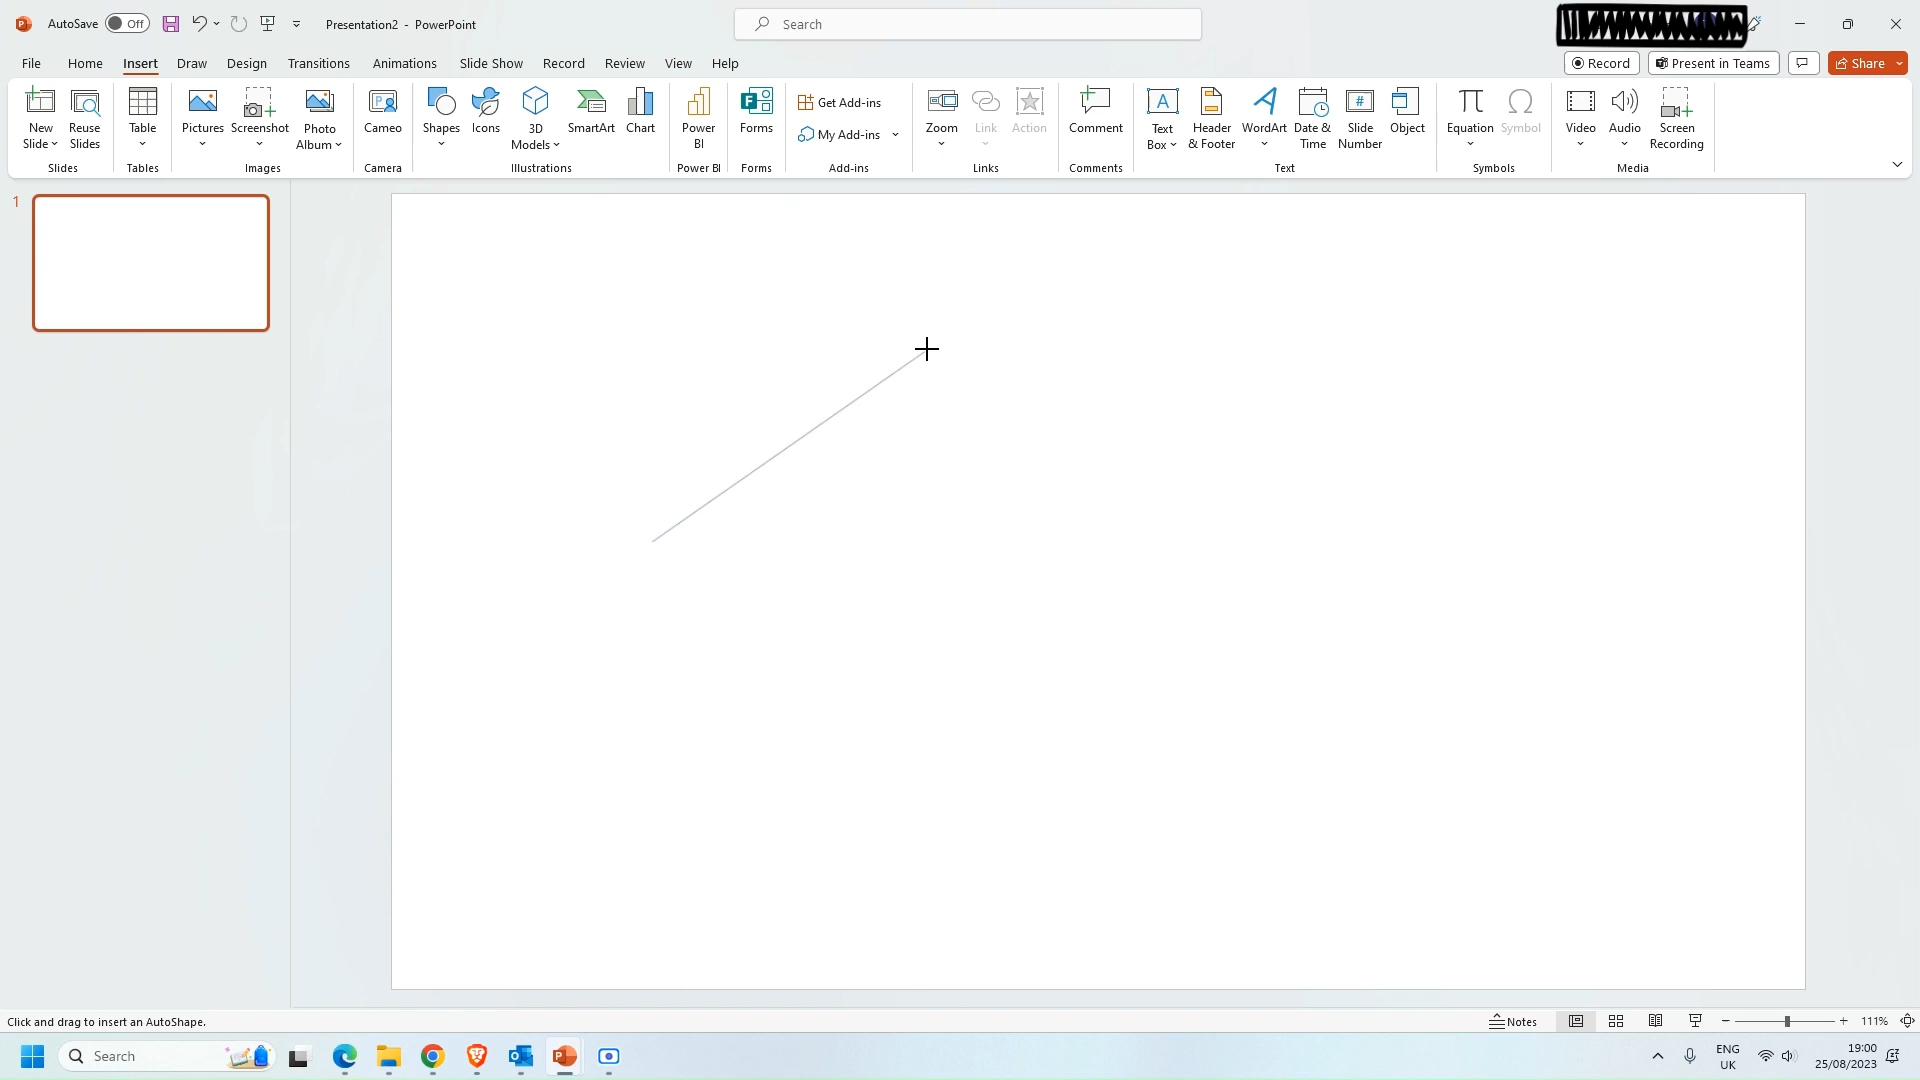 AutoSave Off Presentation2 - PowerPoint Search
File Home Insert Draw Design Transitions Animations Slide Show Record Review View Help Record Present in Teams Share
New Slide Reuse Slides Table Pictures Screenshot Photo Album Cameo Shapes Icons 3D Models SmartArt Chart Power BI Forms Get Add-ins My Add-ins Zoom Link Action Comment Text Box Header & Footer WordArt Date & Time Slide Number Object Equation Symbol Video Audio Screen Recording
Slides Tables Images Camera Illustrations Power BI Forms Add-ins Links Comments Text Symbols Media
1
Click and drag to insert an AutoShape. Notes 111%
Search ENG UK 19:00 25/08/2023